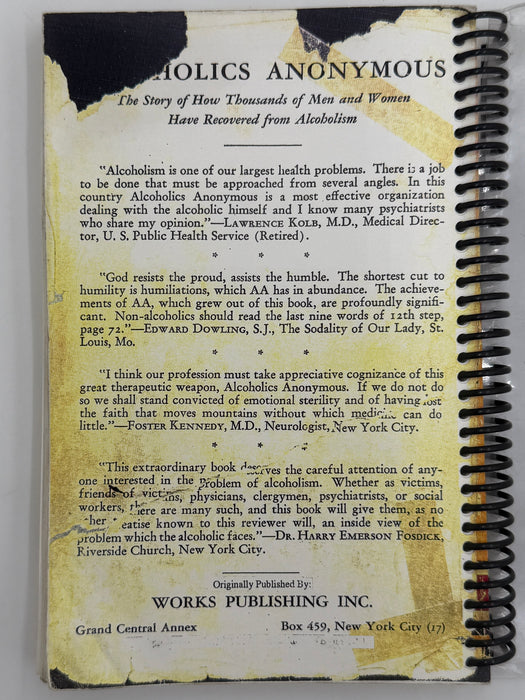 HOLICS ANONYMOUS
The Story of How Thousands of Men and Women
Have Recovered from Alcoholism
"Alcoholism is one of our largest health problems. There is a job
to be done that must be approached from several angles. In this
country Alcoholics Anonymous is a most effective organization
dealing with the alcoholic himself and I know many psychiatrists
who share my opinion."—LAWRENCE KOLB, M.D., Medical Direc-
tor, U. S. Public Health Service (Retired).
* * *
"God resists the proud, assists the humble. The shortest cut to
humility is humiliations, which AA has in abundance. The achieve-
ments of AA, which grew out of this book, are profoundly signifi-
cant. Non-alcoholics should read the last nine words of 12th step,
page 72."—EDWARD DOWLING, S.J., The Sodality of Our Lady, St.
Louis, Mo.
* * *
"I think our profession must take appreciative cognizance of this
great therapeutic weapon, Alcoholics Anonymous. If we do not do
so we shall stand convicted of emotional sterility and of having lost
the faith that moves mountains without which medicine can do
little."—FOSTER KENNEDY, M.D., Neurologist, New York City.
* * *
"This extraordinary book deserves the careful attention of any-
one interested in the problem of alcoholism. Whether as victims,
friends of victims, physicians, clergymen, psychiatrists, or social
workers, there are many such, and this book will give them, as no
her eatise known to this reviewer will, an inside view of the
problem which the alcoholic faces."—DR. HARRY EMERSON FOSDICK,
Riverside Church, New York City.
Originally Published By:
WORKS PUBLISHING INC.
Grand Central Annex Box 459, New York City (17)